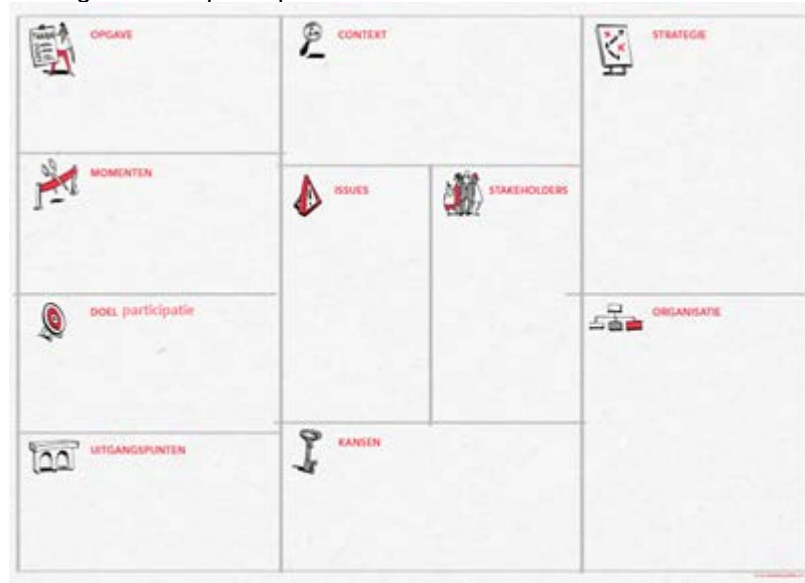 OPGAVE
MOMENTEN
DOEL participatie
UITGANGSPUNTEN
CONTEXT
ISSUES
STAKEHOLDERS
KANSEN
STRATEGIE
ORGANISATIE